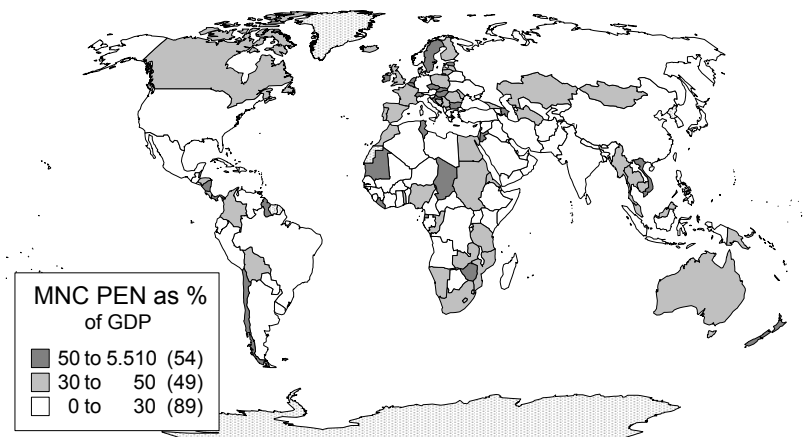 MNC PEN as %
of GDP
50 to 5.510 (54)
30 to 50 (49)
0 to 30 (89)